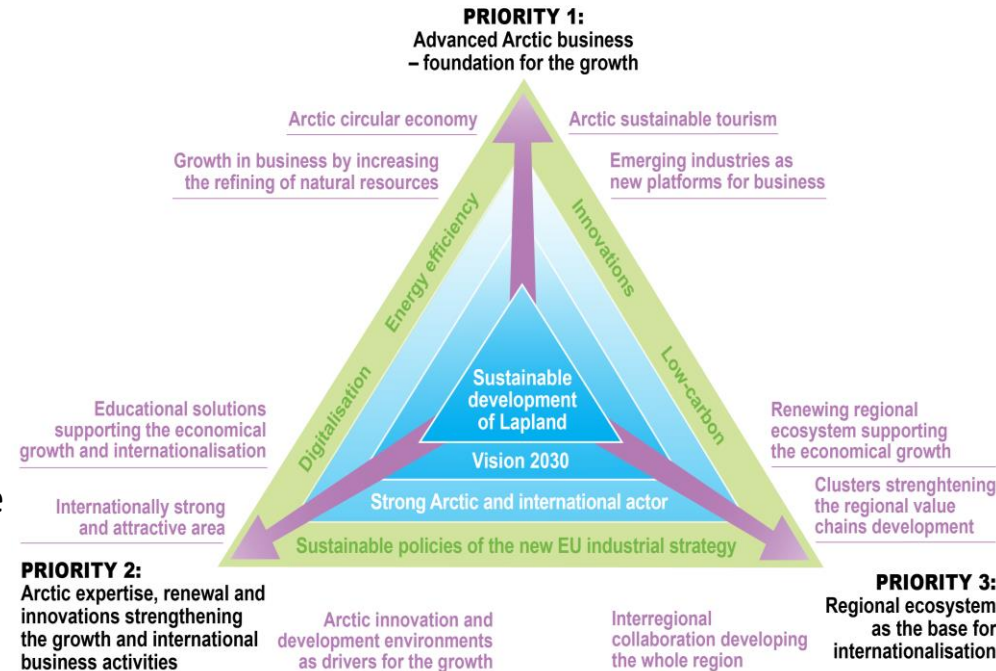 PRIORITY 1:
Advanced Arctic business
– foundation for the growth
Arctic circular economy
Growth in business by increasing
the refining of natural resources
Arctic sustainable tourism
Emerging industries as
new platforms for business
Energy efficiency
Innovations
Digitalisation
Low-carbon
Sustainable
development
of Lapland
Vision 2030
Strong Arctic and international actor
Sustainable policies of the new EU industrial strategy
Educational solutions
supporting the economical
growth and internationalisation
Internationally strong
and attractive area
Renewing regional
ecosystem supporting
the economical growth
Clusters strenghtening
the regional value
chains development
e
PRIORITY 2:
Arctic expertise, renewal and
innovations strengthening
the growth and international
business activities
Arctic innovation and
development environments
as drivers for the growth
Interregional
collaboration developing
the whole region
PRIORITY 3:
Regional ecosystem
as the base for
internationalisation